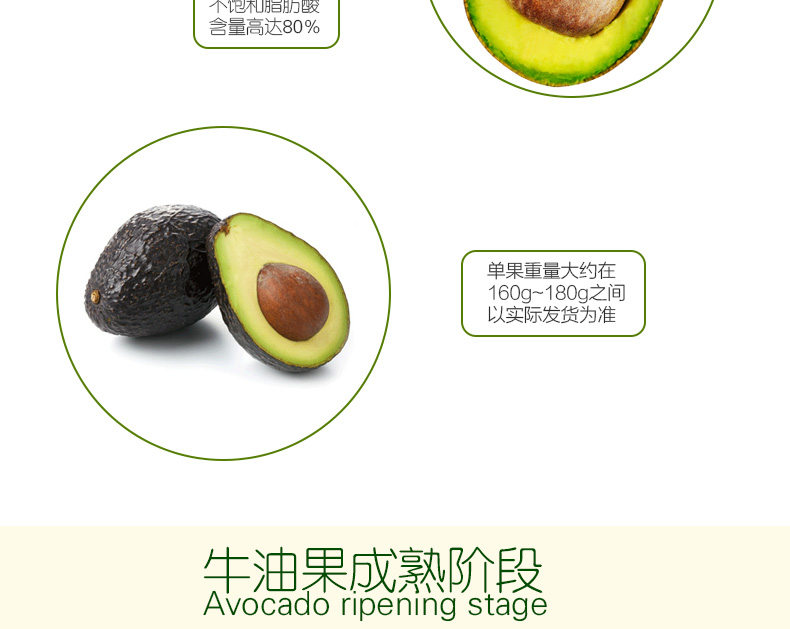 不饱和脂肪酸
含量高达80%
单果重量大约在
160g~180g之间
以实际发货为准
牛油果成熟阶段
Avocado ripening stage